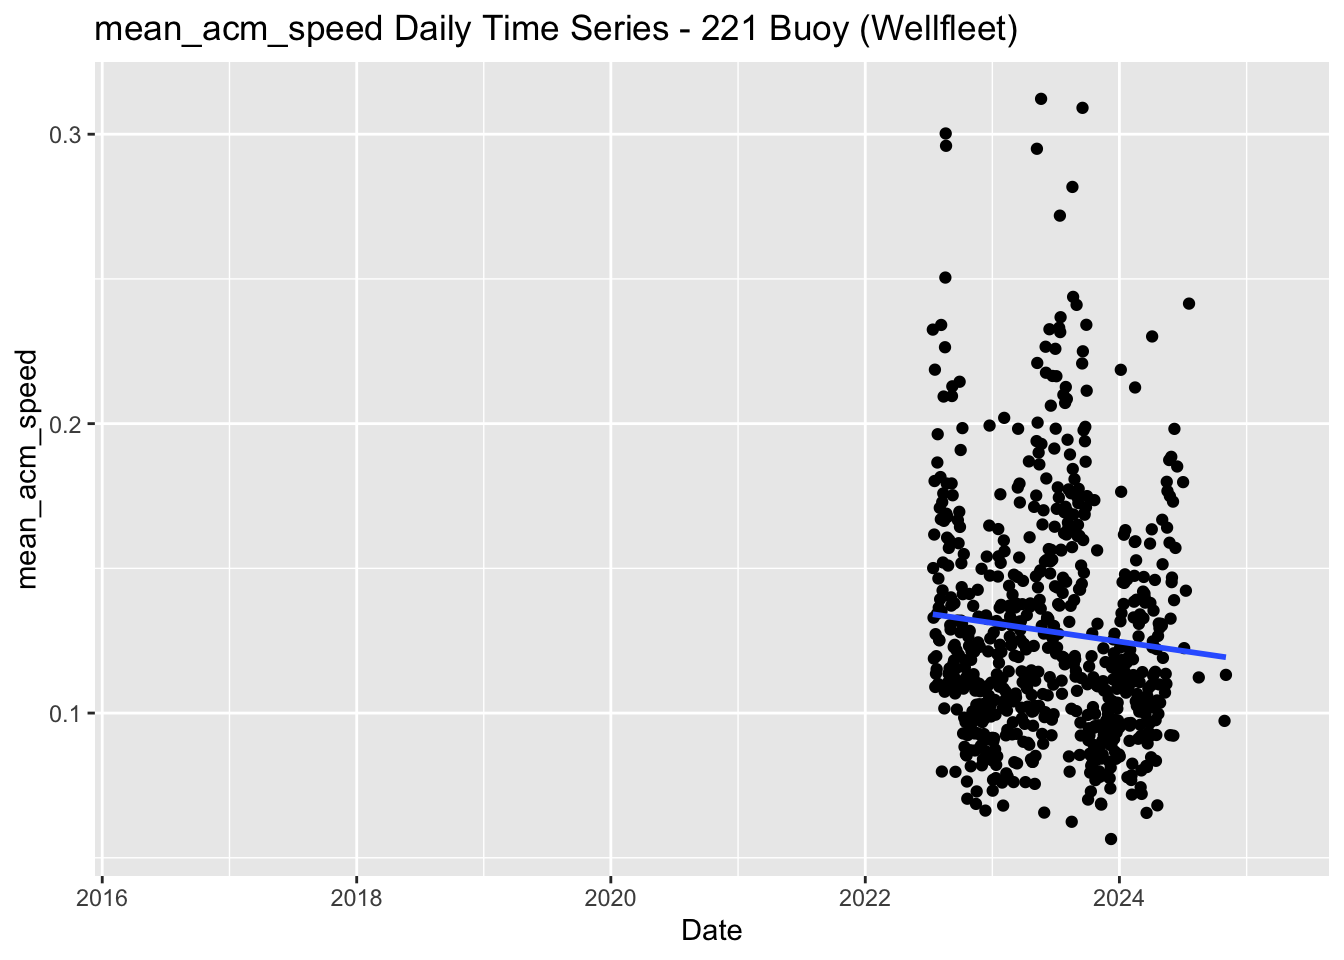 mean_acm_speed Daily Time Series - 221 Buoy (Wellfleet)
mean_acm_speed
0.3
0.2
0.1
2016 2018 2020 2022 2024
Date